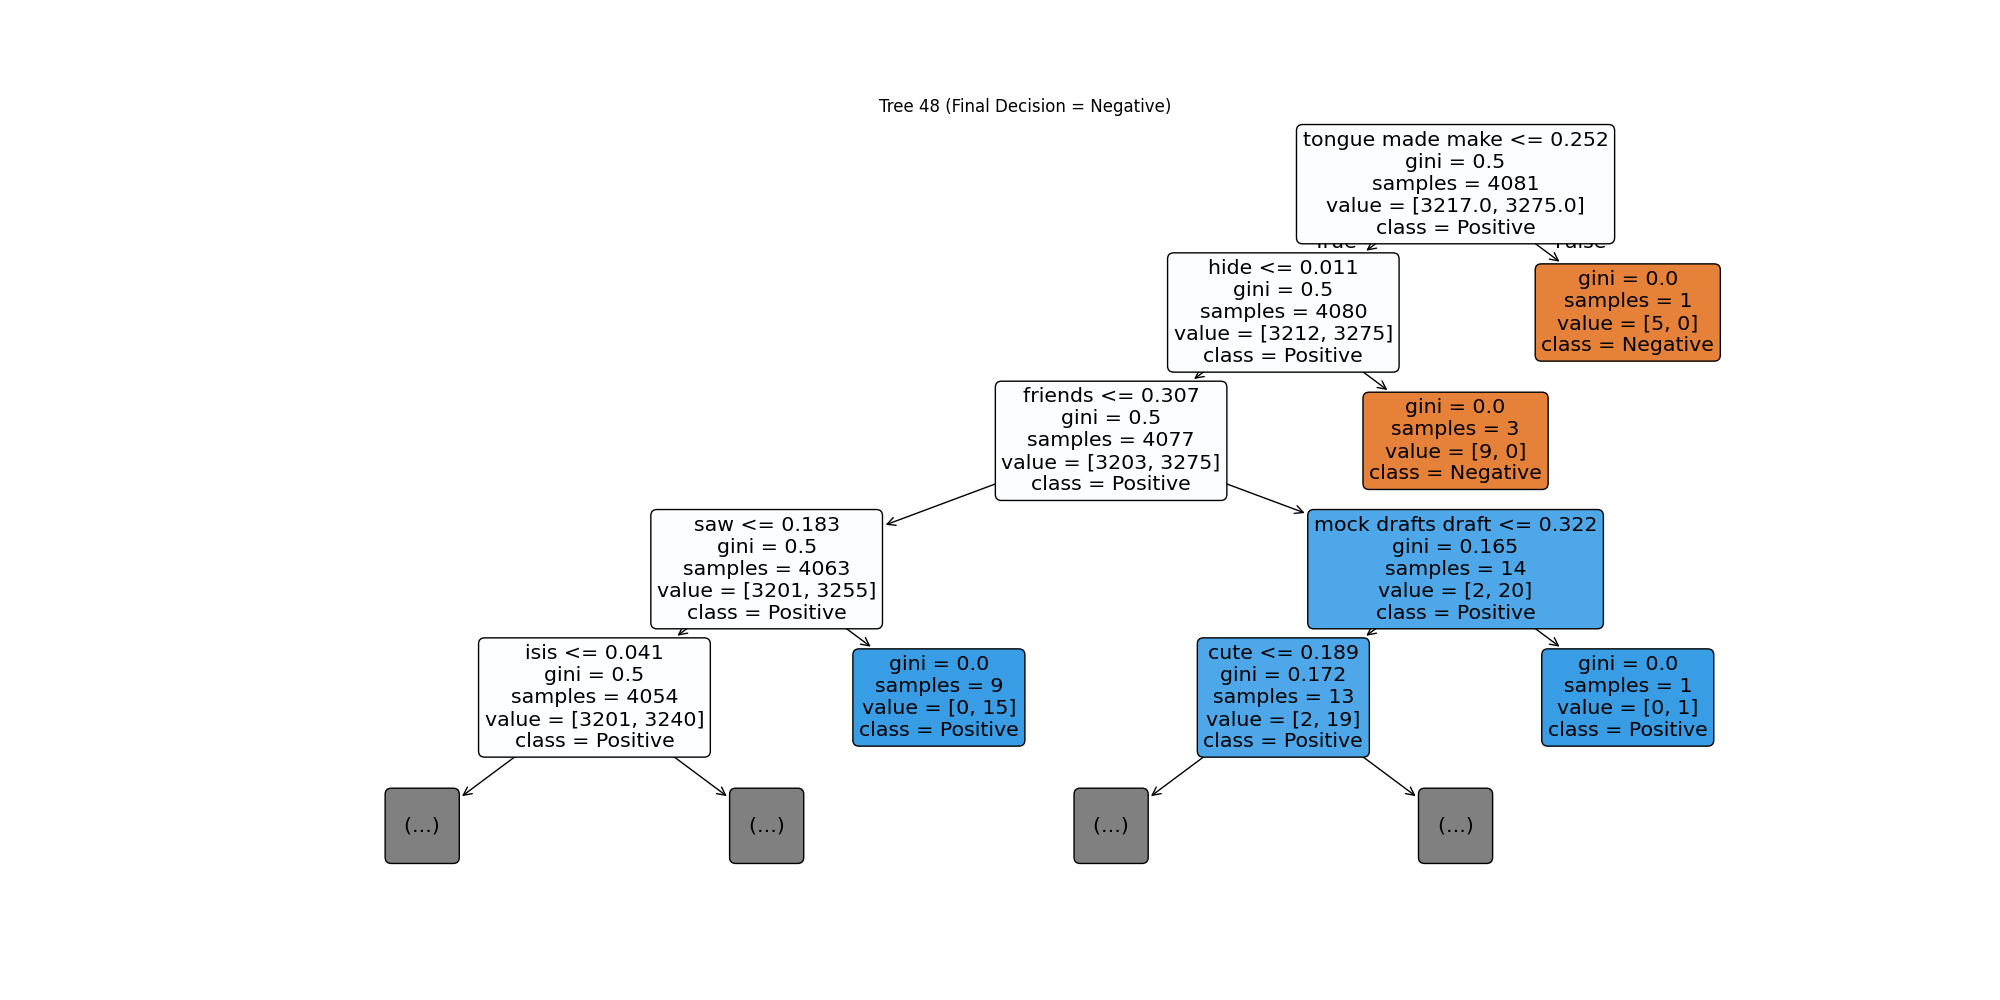 Tree 48 (Final Decision = Negative)
tongue made make <= 0.252
gini = 0.5
samples = 4081
value = [3217.0, 3275.0]
class = Positive
True
False
hide <= 0.011
gini = 0.5
samples = 4080
value = [3212, 3275]
class = Positive
gini = 0.0
samples = 1
value = [5, 0]
class = Negative
friends <= 0.307
gini = 0.5
samples = 4077
value = [3203, 3275]
class = Positive
gini = 0.0
samples = 3
value = [9, 0]
class = Negative
saw <= 0.183
gini = 0.5
samples = 4063
value = [3201, 3255]
class = Positive
mock drafts draft <= 0.322
gini = 0.165
samples = 14
value = [2, 20]
class = Positive
isis <= 0.041
gini = 0.5
samples = 4054
value = [3201, 3240]
class = Positive
gini = 0.0
samples = 9
value = [0, 15]
class = Positive
cute <= 0.189
gini = 0.172
samples = 13
value = [2, 19]
class = Positive
gini = 0.0
samples = 1
value = [0, 1]
class = Positive
(...)
(...)
(...)
(...)